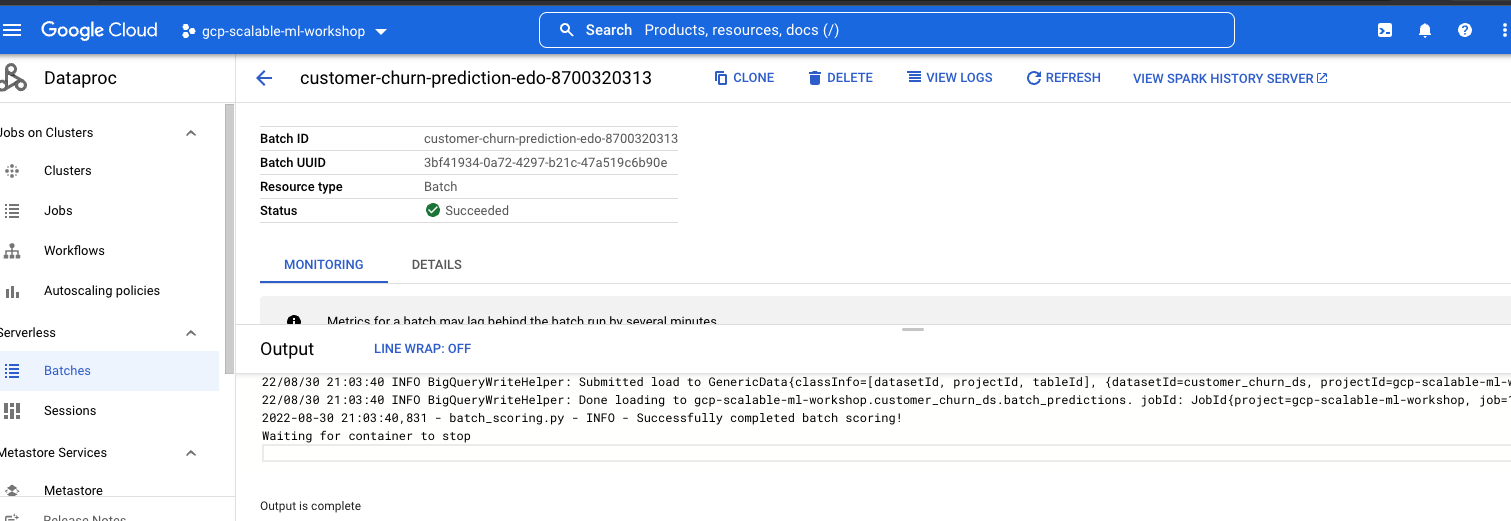 Google Cloud
gcp-scalable-ml-workshop
Search Products, resources, docs (/)
Dataproc
customer-churn-prediction-edo-8700320313
CLONE
DELETE
VIEW LOGS
REFRESH
VIEW SPARK HISTORY SERVER
Jobs on Clusters
Clusters
Jobs
Workflows
Autoscaling policies
Serverless
Batches
Sessions
Metastore Services
Metastore
Release Notes
Batch ID customer-churn-prediction-edo-8700320313
Batch UUID 3bf41934-0a72-4297-b21c-47a519c6b90e
Resource type Batch
Status Succeeded
MONITORING
DETAILS
Metrics for a batch may lag behind the batch run by several minutes.
Output
LINE WRAP: OFF
22/08/30 21:03:40 INFO BigQueryWriteHelper: Submitted load to GenericData{classInfo=[datasetId, projectId, tableId], {datasetId=customer_churn_ds, projectId=gcp-scalable-ml-w
22/08/30 21:03:40 INFO BigQueryWriteHelper: Done loading to gcp-scalable-ml-workshop.customer_churn_ds.batch_predictions. jobId: JobId{project=gcp-scalable-ml-workshop, job=
2022-08-30 21:03:40,831 - batch_scoring.py - INFO - Successfully completed batch scoring!
Waiting for container to stop
Output is complete